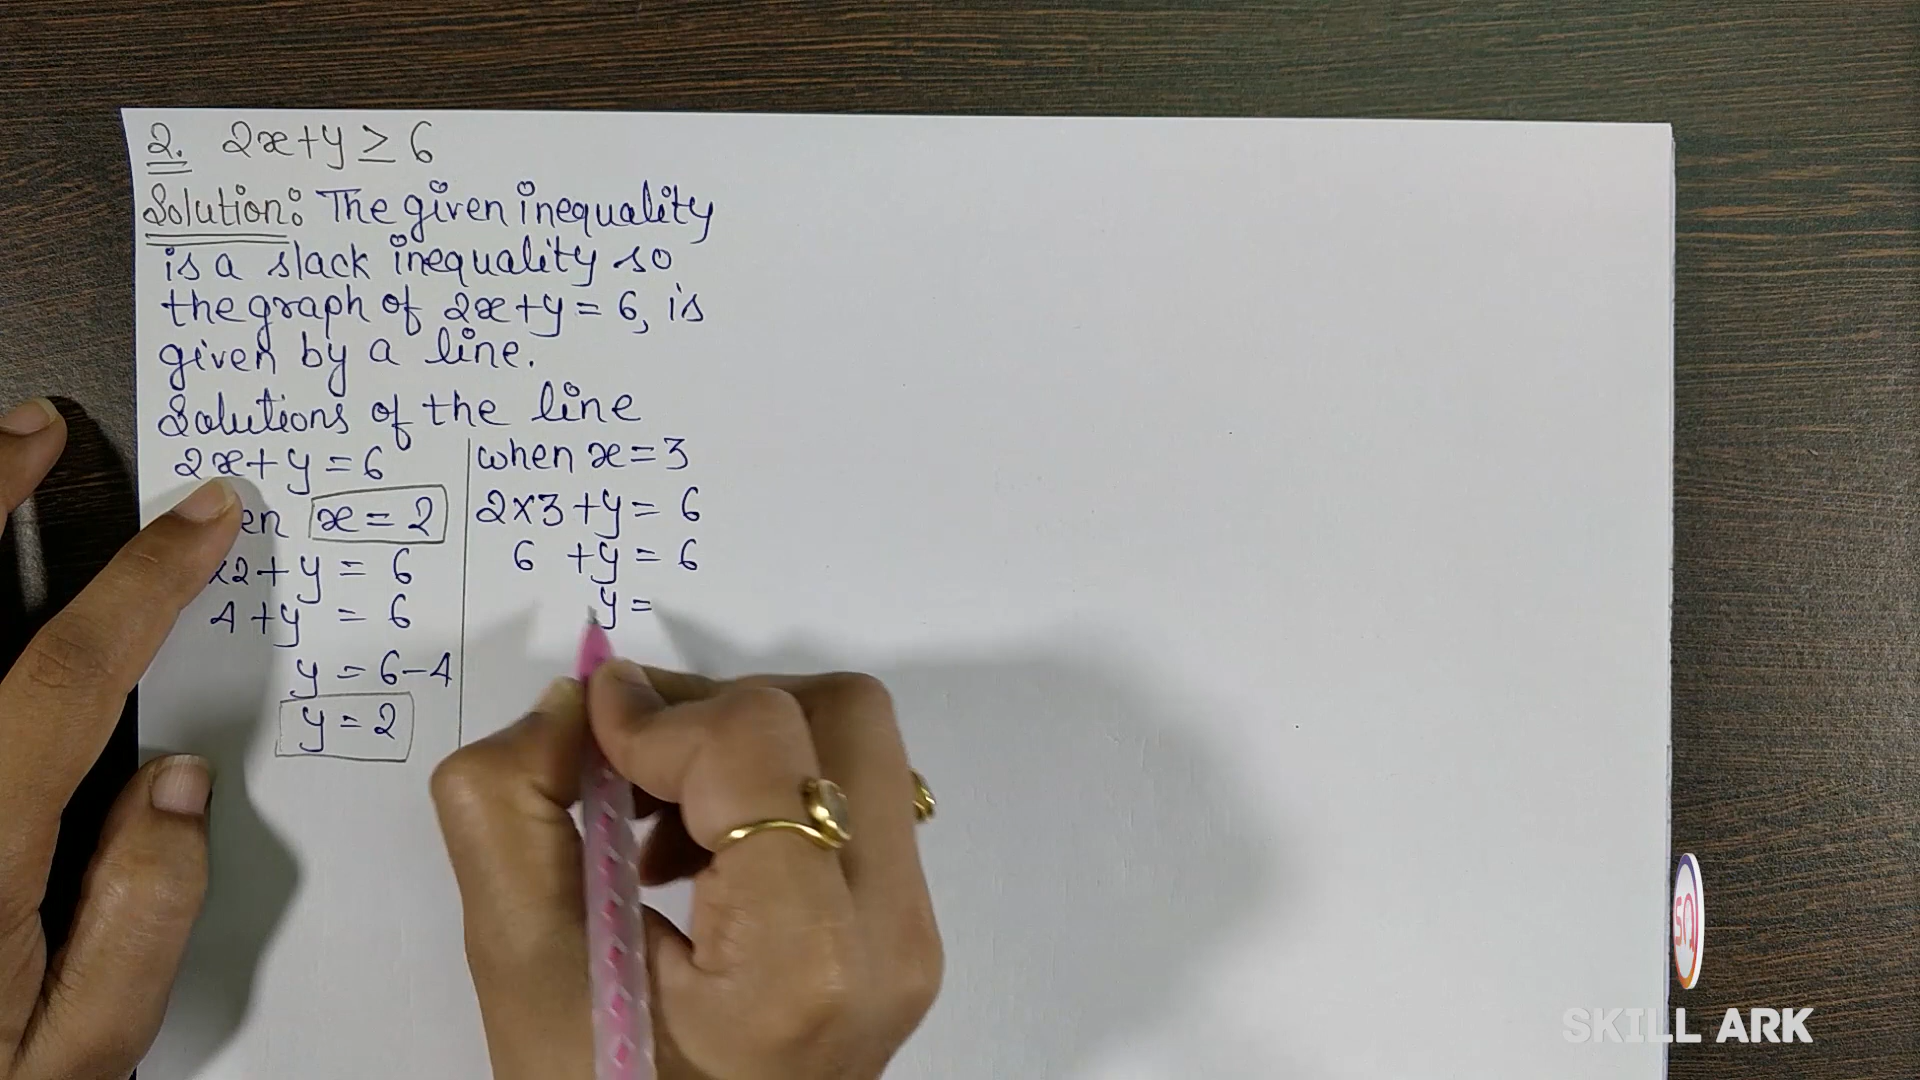 2. 2x+y ≥ 6
Solution: The given inequality
is a slack inequality so
the graph of 2x+y = 6, is
given by a line.
Solutions of the line
2x+y = 6
en x = 2
x2+y = 6
4+y = 6
y = 6-4
y = 2
when x = 3
2x3+y = 6
6 +y = 6
y =
SKILL ARK